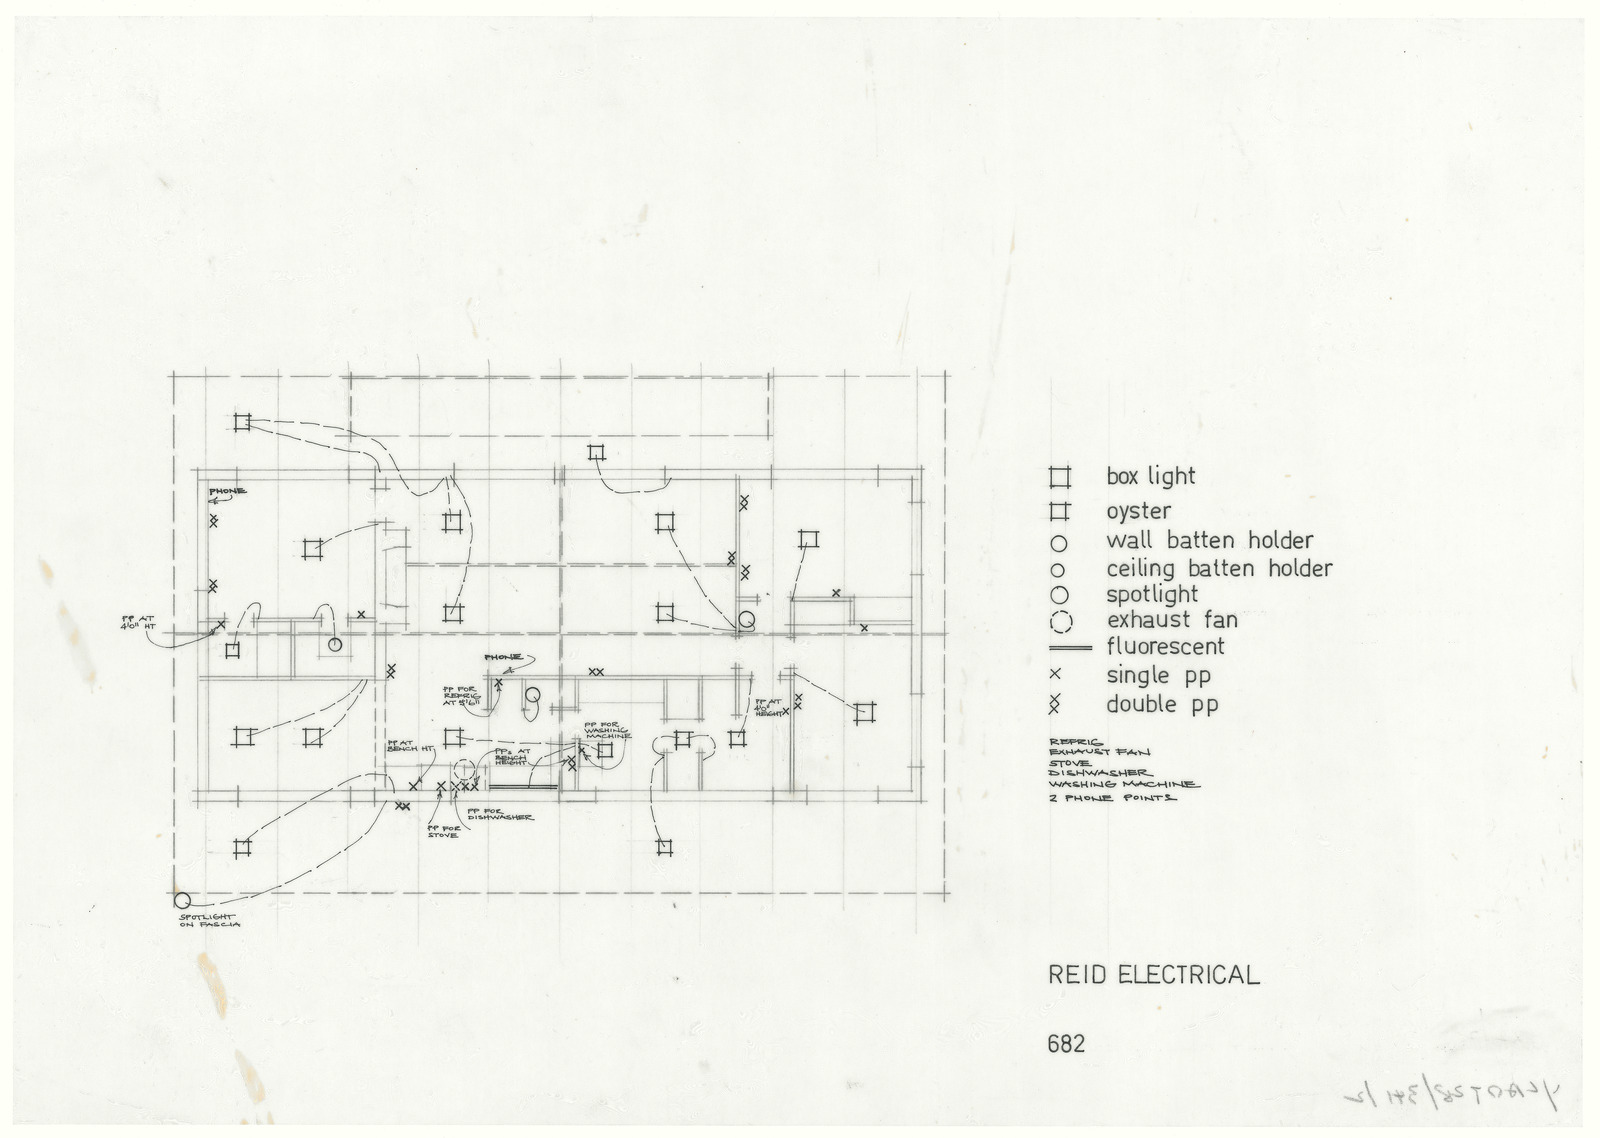 PHONE
PP AT
4'0" HT
PHONE
PP FOR
REFRIG
AT 5'6"
PP AT
4'0"
HEIGHT
PP FOR
WASHING
MACHINE
PP AT
BENCH HT
PPs AT
BENCH
HEIGHT
PP FOR
DISHWASHER
PP FOR
STOVE
SPOTLIGHT
ON FASCIA
box light
oyster
wall batten holder
ceiling batten holder
spotlight
exhaust fan
fluorescent
single pp
double pp
REFRIG
EXHAUST FAN
STOVE
DISHWASHER
WASHING MACHINE
2 PHONE POINTS
REID ELECTRICAL
682